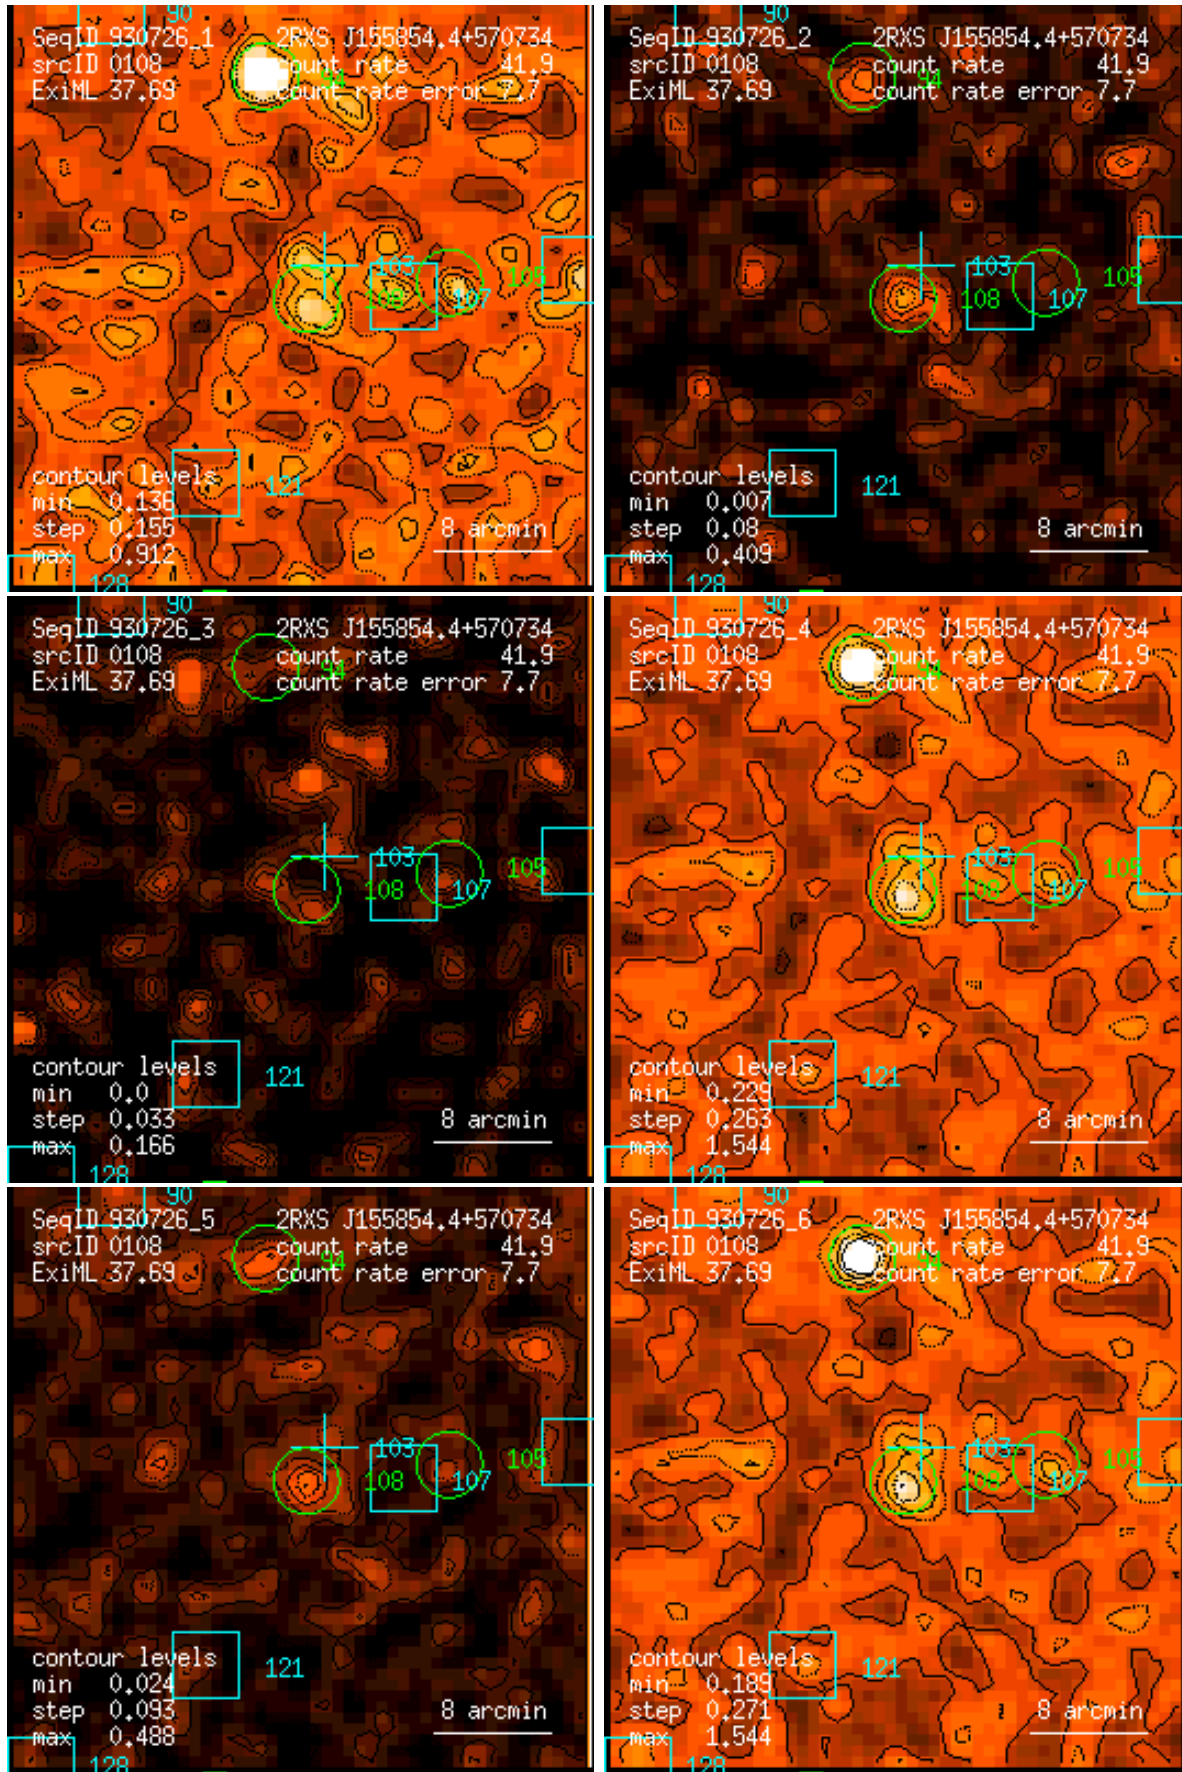 90
SeqID 930726_1 2RXS J155854.4+570734
srcID 0108 count rate 41.9
94
ExiML 37.69 count rate error 7.7
103
105
108 107
contour levels
121
min 0.136
step 0.155 8 arcmin
max 0.912
128
90
SeqID 930726_2 2RXS J155854.4+570734
srcID 0108 count rate 41.9
94
ExiML 37.69 count rate error 7.7
103
105
108 107
contour levels
121
min 0.007
step 0.08 8 arcmin
max 0.409
128
90
SeqID 930726_3 2RXS J155854.4+570734
srcID 0108 count rate 41.9
94
ExiML 37.69 count rate error 7.7
103
105
108 107
contour levels
121
min 0.0
step 0.033 8 arcmin
max 0.166
128
90
SeqID 930726_4 2RXS J155854.4+570734
srcID 0108 count rate 41.9
94
ExiML 37.69 count rate error 7.7
103
105
108 107
contour levels
121
min 0.229
step 0.263 8 arcmin
max 1.544
128
90
SeqID 930726_5 2RXS J155854.4+570734
srcID 0108 count rate 41.9
94
ExiML 37.69 count rate error 7.7
103
105
108 107
contour levels
121
min 0.024
step 0.093 8 arcmin
max 0.488
128
90
SeqID 930726_6 2RXS J155854.4+570734
srcID 0108 count rate 41.9
94
ExiML 37.69 count rate error 7.7
103
105
108 107
contour levels
121
min 0.189
step 0.271 8 arcmin
max 1.544
128